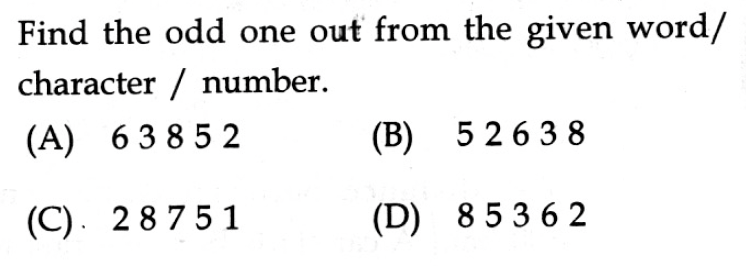 Find the odd one out from the given word/
character / number.
(A) 6 3 8 5 2 (B) 5 2 6 3 8
(C). 2 8 7 5 1 (D) 8 5 3 6 2